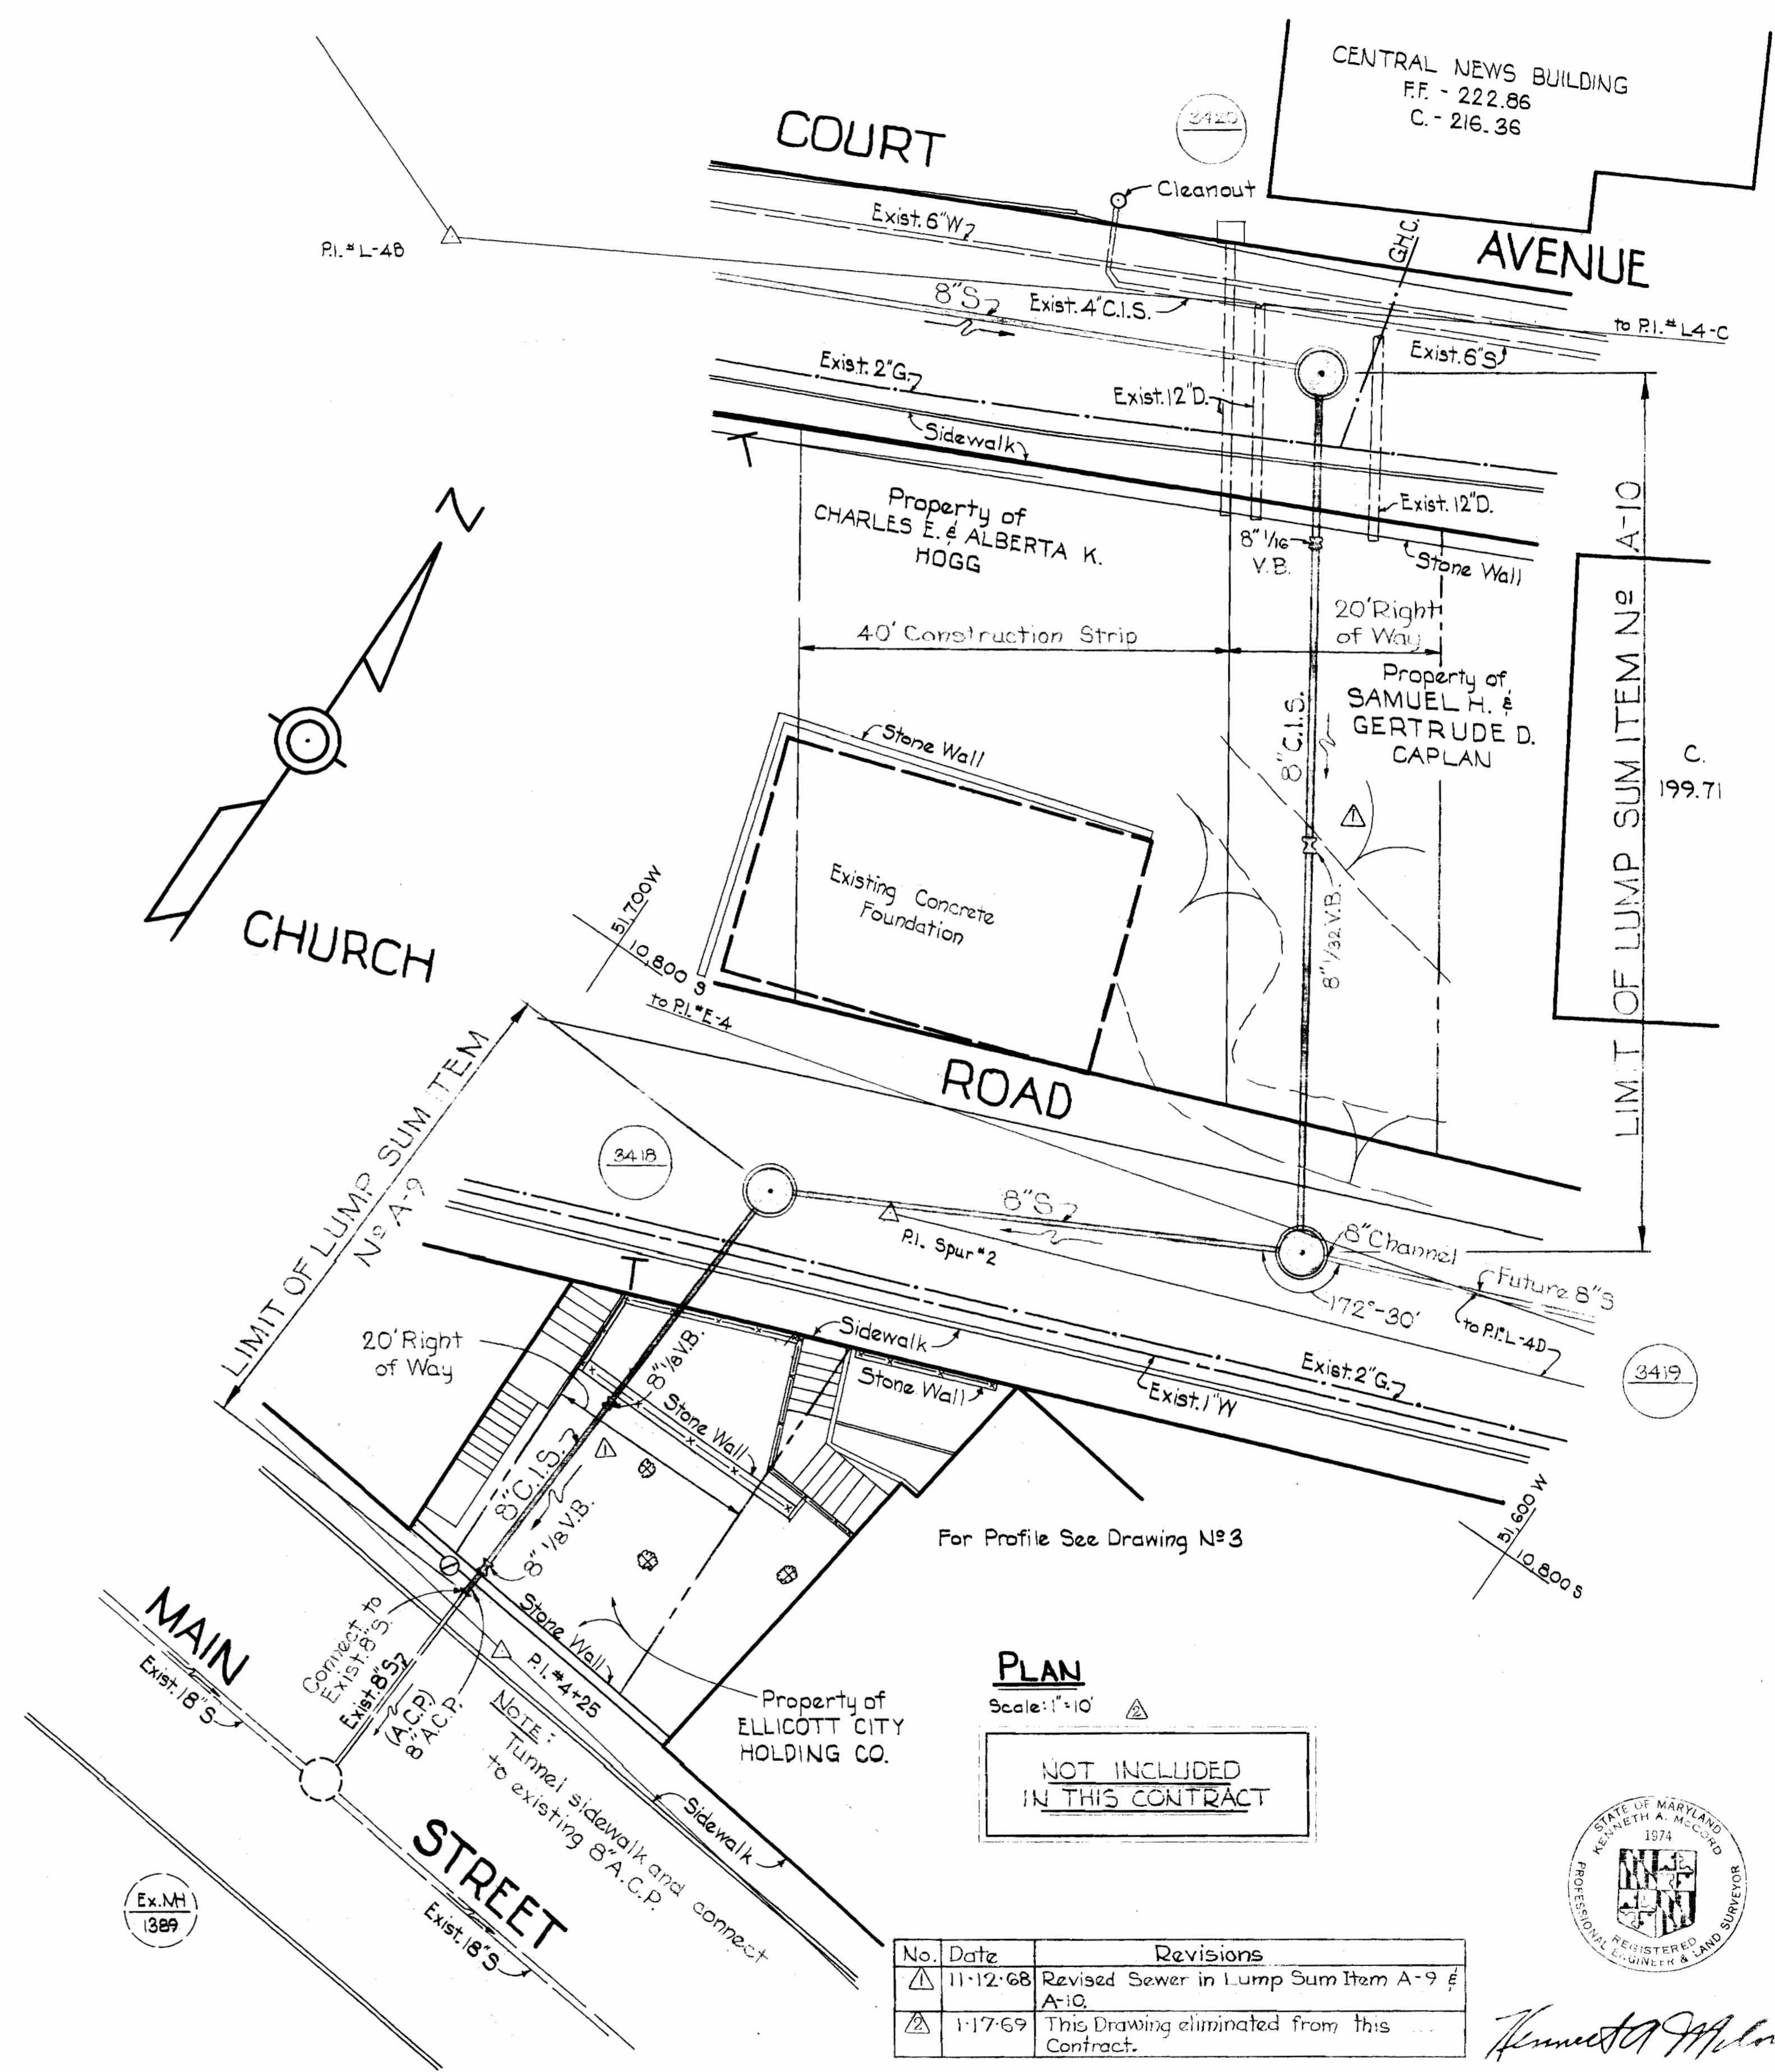 CENTRAL NEWS BUILDING
F.F. - 222.86
C. - 216.36
3420
COURT
AVENUE
Cleanout
Exist. 6"W
G.H.C.
P.I. # L-4B
8"S
Exist. 4"C.I.S.
to P.I. # L4-C
Exist. 6"S
Exist. 2"G.
Exist. 12"D.
Sidewalk
Exist. 12"D.
Property of
CHARLES E. & ALBERTA K.
HOGG
8" 1/16
V.B.
Stone Wall
N
40' Construction Strip
20' Right
of Way
Property of
SAMUEL H. &
GERTRUDE D.
CAPLAN
8" C.I.S.
1
LIMIT OF LUMP SUM ITEM Nº A-10
C.
199.71
Stone Wall
Existing Concrete
Foundation
8" 1/32 V.B.
51,700W
10,800 S
to P.I. # E-4
CHURCH
ROAD
LIMIT OF LUMP SUM ITEM
Nº A-9
3418
8"S
P.I. Spur #2
8" Channel
Future 8"S
172°-30'
to P.I. # L-4D
3419
Sidewalk
Exist. 2"G.
Exist. 1"W
20' Right
of Way
8" 1/8 V.B.
Stone Wall
Stone Wall
8" C.I.S.
1
8" 1/8 V.B.
51,600 W
10,800 S
For Profile See Drawing Nº 3
MAIN
STREET
Exist. 18" S
Connect to
Exist. 8"S.
Exist. 8"S
(A.C.P.)
8" A.C.P.
Stone Wall
P.I. # 4+25
NOTE:
Tunnel sidewalk and connect
to existing 8" A.C.P.
Sidewalk
Property of
ELLICOTT CITY
HOLDING CO.
PLAN
Scale: 1"=10'
2
NOT INCLUDED
IN THIS CONTRACT
Ex. MH
1389
Exist. 18" S
No. Date Revisions
1 11-12-68 Revised Sewer in Lump Sum Item A-9 &
A-10.
2 1-17-69 This Drawing eliminated from this
Contract.
STATE OF MARYLAND
KENNETH A. McCORD
1974
REGISTERED
PROFESSIONAL ENGINEER & LAND SURVEYOR